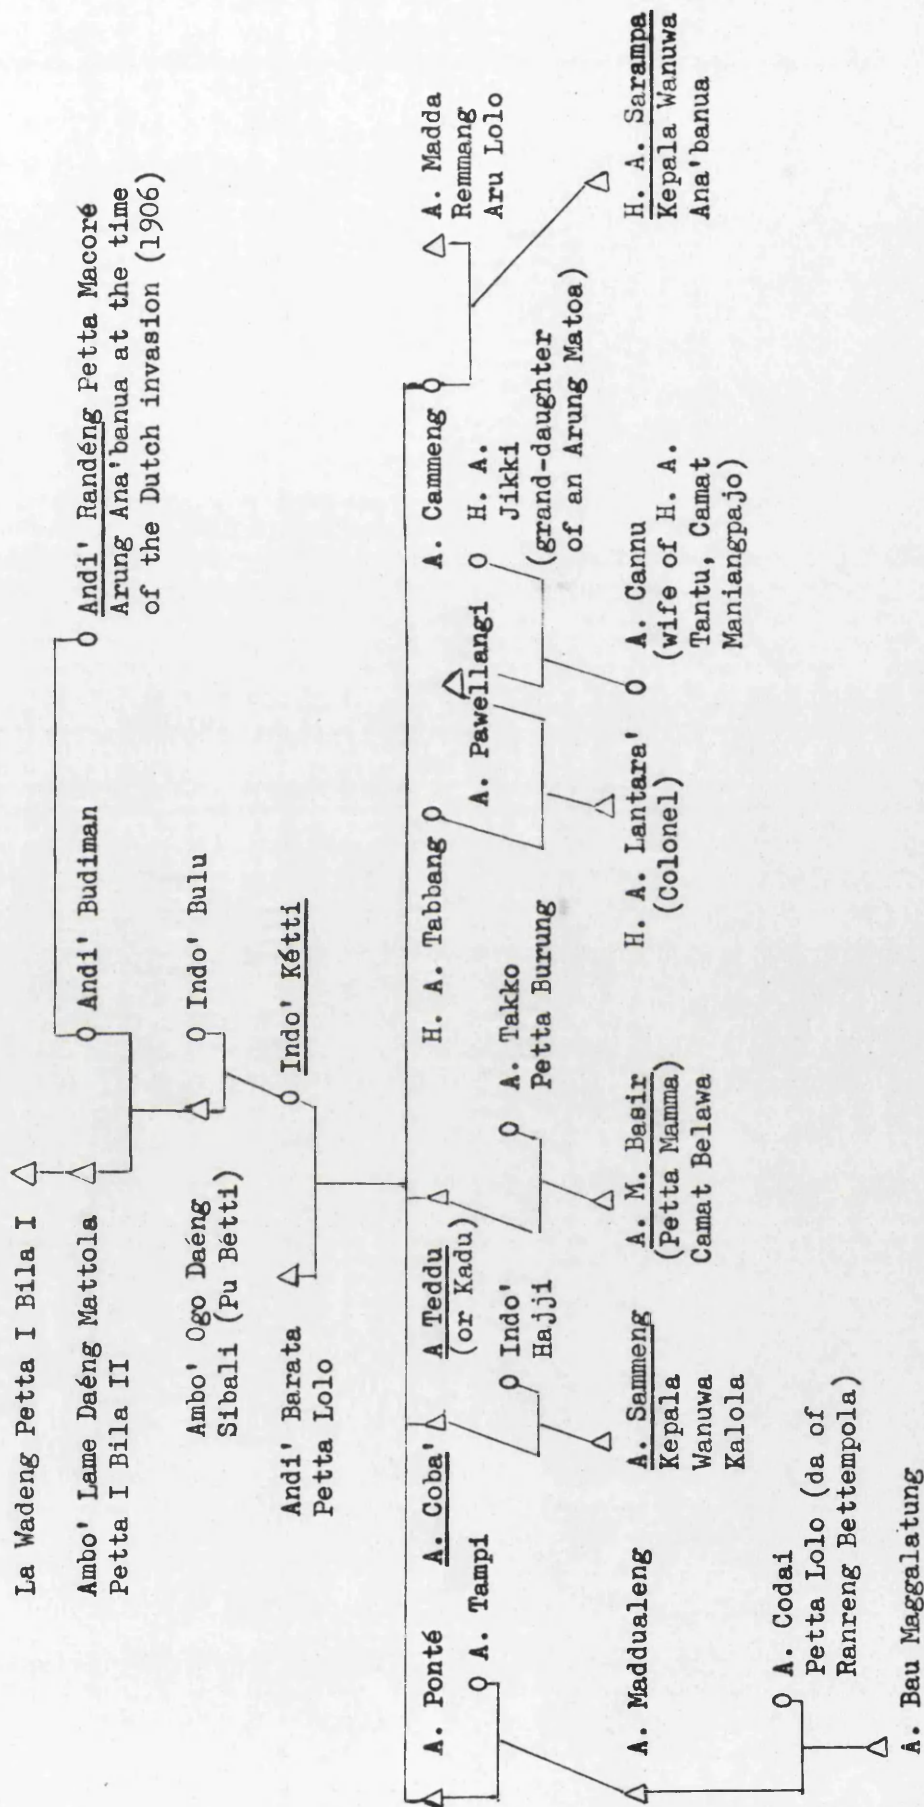 La Wadeng Petta I Bila I
Ambo' Lame Daéng Mattola
Petta I Bila II
Andi' Budiman
Andi' Randéng Petta Macoré
Arung Ana'banua at the time
of the Dutch invasion (1906)
Ambo' Ogo Daéng
Sibali (Pu Bétti)
Indo' Bulu
Andi' Barata
Petta Lolo
Indo' Kétti
A. Ponté
A. Tampi
A. Coba'
A Teddu
(or Kadu)
Indo'
Hajji
H. A. Tabbang
A. Takko
Petta Burung
A. Pawellangi
A. Cammeng
H. A.
Jikki
(grand-daughter
of an Arung Matoa)
A. Madda
Remmang
Aru Lolo
A. Maddualeng
A. Sammeng
Kepala
Wanuwa
Kalola
A. M. Basir
(Petta Mamma)
Camat Belawa
H. A. Lantara'
(Colonel)
A. Cannu
(wife of H. A.
Tantu, Camat
Maniangpajo)
H. A. Sarampa
Kepala Wanuwa
Ana'banua
A. Codai
Petta Lolo (da of
Ranreng Bettempola)
A. Bau Maggalatung